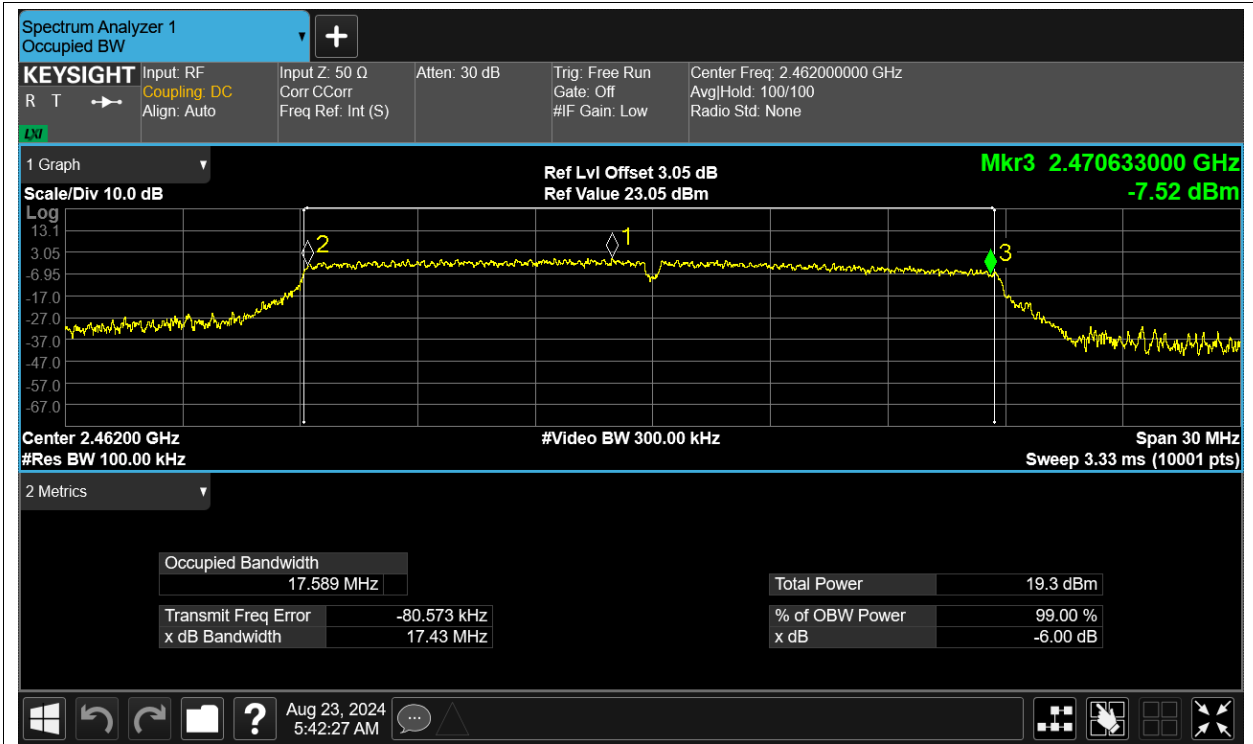 Spectrum Analyzer 1
Occupied BW
KEYSIGHT
R T
LXI
Input: RF
Coupling: DC
Align: Auto
Input Z: 50 Ω
Corr CCorr
Freq Ref: Int (S)
Atten: 30 dB
Trig: Free Run
Gate: Off
#IF Gain: Low
Center Freq: 2.462000000 GHz
Avg|Hold: 100/100
Radio Std: None
1 Graph
Scale/Div 10.0 dB
Ref Lvl Offset 3.05 dB
Ref Value 23.05 dBm
Mkr3 2.470633000 GHz
-7.52 dBm
Log
13.1
3.05
-6.95
-17.0
-27.0
-37.0
-47.0
-57.0
-67.0
2
1
3
Center 2.46200 GHz
#Res BW 100.00 kHz
#Video BW 300.00 kHz
Span 30 MHz
Sweep 3.33 ms (10001 pts)
2 Metrics
Occupied Bandwidth
17.589 MHz
Transmit Freq Error -80.573 kHz
x dB Bandwidth 17.43 MHz
Total Power 19.3 dBm
% of OBW Power 99.00 %
x dB -6.00 dB
?
Aug 23, 2024
5:42:27 AM